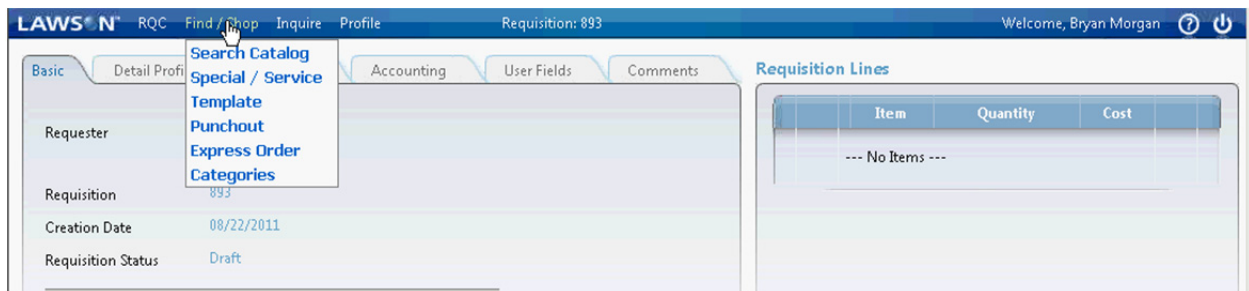 LAWSON RQC Find / Shop Inquire Profile Requisition: 893 Welcome, Bryan Morgan ?
Search Catalog
Special / Service
Template
Punchout
Express Order
Categories
Basic Detail Profi Accounting User Fields Comments
Requester
Requisition 893
Creation Date 08/22/2011
Requisition Status Draft
Requisition Lines
Item Quantity Cost
--- No Items ---